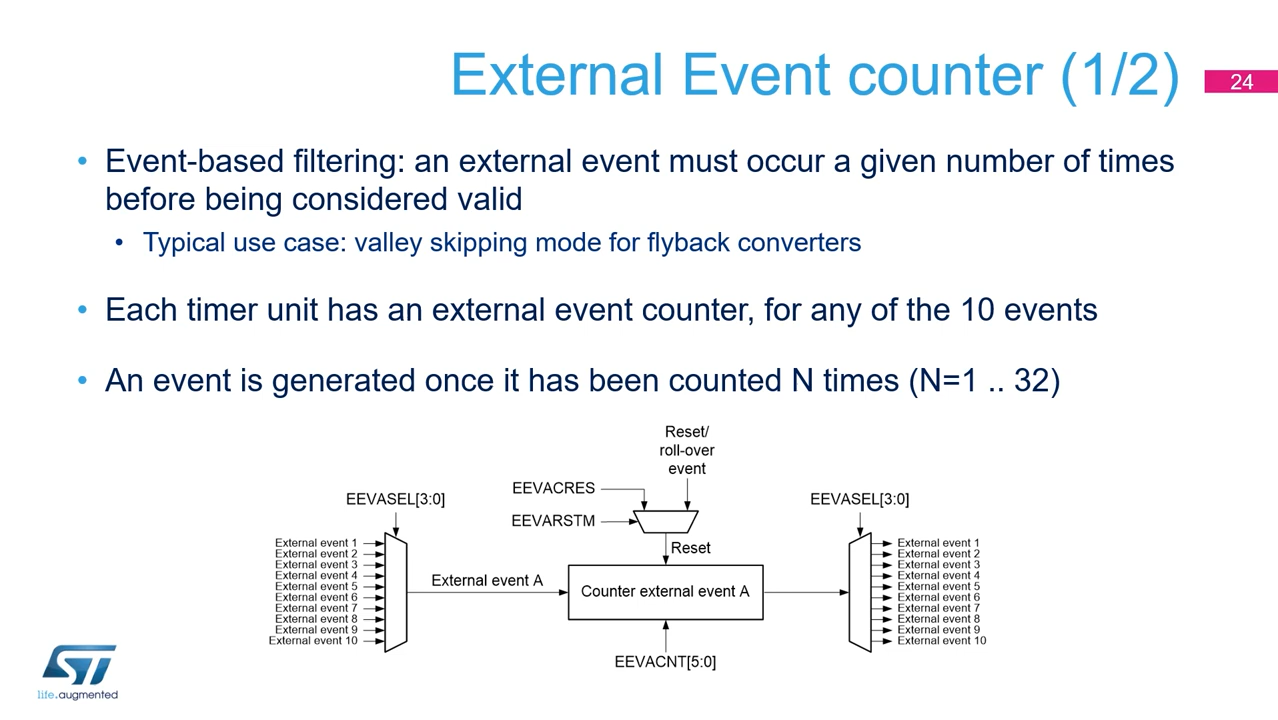 External Event counter (1/2)
24
• Event-based filtering: an external event must occur a given number of times
before being considered valid
• Typical use case: valley skipping mode for flyback converters
• Each timer unit has an external event counter, for any of the 10 events
• An event is generated once it has been counted N times (N=1 .. 32)
Reset/
roll-over
event
EEVACRES
EEVARSTM
Reset
EEVASEL[3:0]
External event 1
External event 2
External event 3
External event 4
External event 5
External event 6
External event 7
External event 8
External event 9
External event 10
External event A
Counter external event A
EEVACNT[5:0]
EEVASEL[3:0]
External event 1
External event 2
External event 3
External event 4
External event 5
External event 6
External event 7
External event 8
External event 9
External event 10
ST
life.augmented